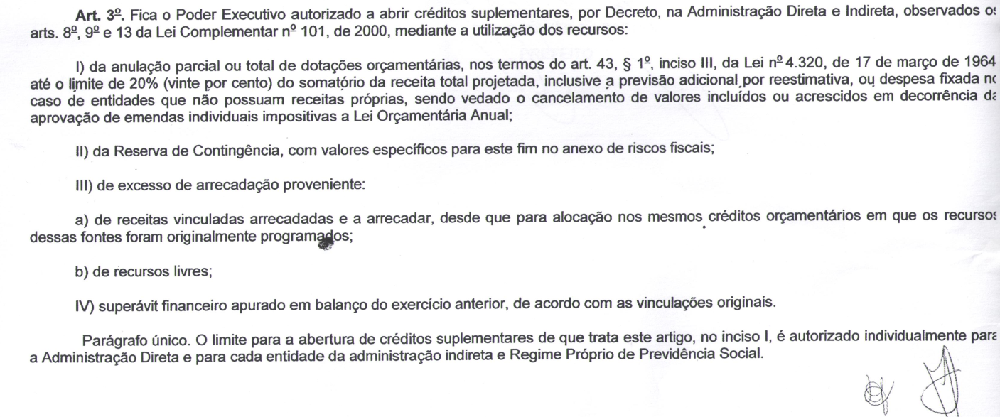 Art. 3º. Fica o Poder Executivo autorizado a abrir créditos suplementares, por Decreto, na Administração Direta e Indireta, observados os
arts. 8º, 9º e 13 da Lei Complementar nº 101, de 2000, mediante a utilização dos recursos:
I) da anulação parcial ou total de dotações orçamentárias, nos termos do art. 43, § 1º, inciso III, da Lei nº 4.320, de 17 de março de 1964
até o limite de 20% (vinte por cento) do somatório da receita total projetada, inclusive a previsão adicional por reestimativa, ou despesa fixada no
caso de entidades que não possuam receitas próprias, sendo vedado o cancelamento de valores incluídos ou acrescidos em decorrência da
aprovação de emendas individuais impositivas a Lei Orçamentária Anual;
II) da Reserva de Contingência, com valores específicos para este fim no anexo de riscos fiscais;
III) de excesso de arrecadação proveniente:
a) de receitas vinculadas arrecadadas e a arrecadar, desde que para alocação nos mesmos créditos orçamentários em que os recursos
dessas fontes foram originalmente programados;
b) de recursos livres;
IV) superávit financeiro apurado em balanço do exercício anterior, de acordo com as vinculações originais.
Parágrafo único. O limite para a abertura de créditos suplementares de que trata este artigo, no inciso I, é autorizado individualmente para
a Administração Direta e para cada entidade da administração indireta e Regime Próprio de Previdência Social.